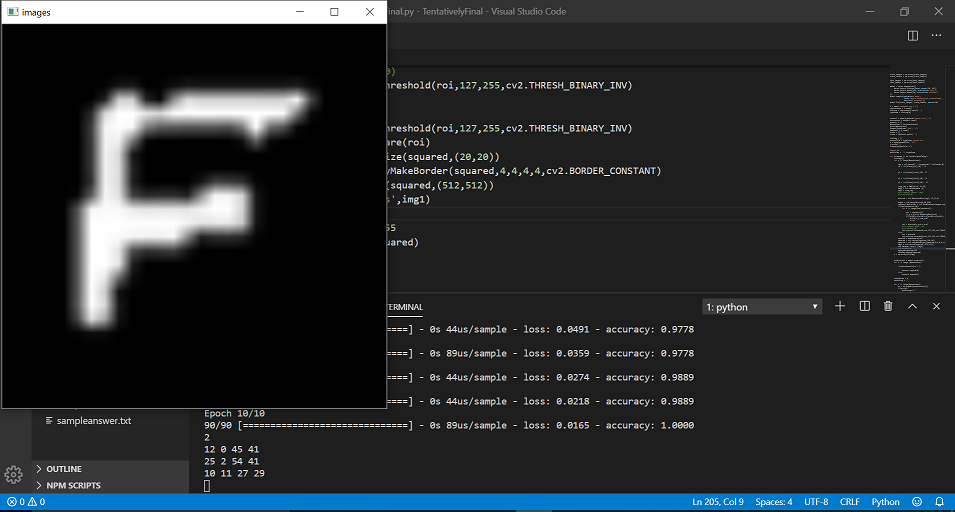 images
inal.py - TentativelyFinal - Visual Studio Code
F
0)
hreshold(roi,127,255,cv2.THRESH_BINARY_INV)
hreshold(roi,127,255,cv2.THRESH_BINARY_INV)
are(roi)
ize(squared,(20,20))
yMakeBorder(squared,4,4,4,4,cv2.BORDER_CONSTANT)
(squared,(512,512))
s',img1)
55
uared)
ERMINAL
1: python
====] - 0s 44us/sample - loss: 0.0491 - accuracy: 0.9778
====] - 0s 89us/sample - loss: 0.0359 - accuracy: 0.9778
====] - 0s 44us/sample - loss: 0.0274 - accuracy: 0.9889
====] - 0s 44us/sample - loss: 0.0218 - accuracy: 0.9889
Epoch 10/10
90/90 [==============================] - 0s 89us/sample - loss: 0.0165 - accuracy: 1.0000
2
12 0 45 41
25 2 54 41
10 11 27 29
sampleanswer.txt
OUTLINE
NPM SCRIPTS
0 0
Ln 205, Col 9 Spaces: 4 UTF-8 CRLF Python